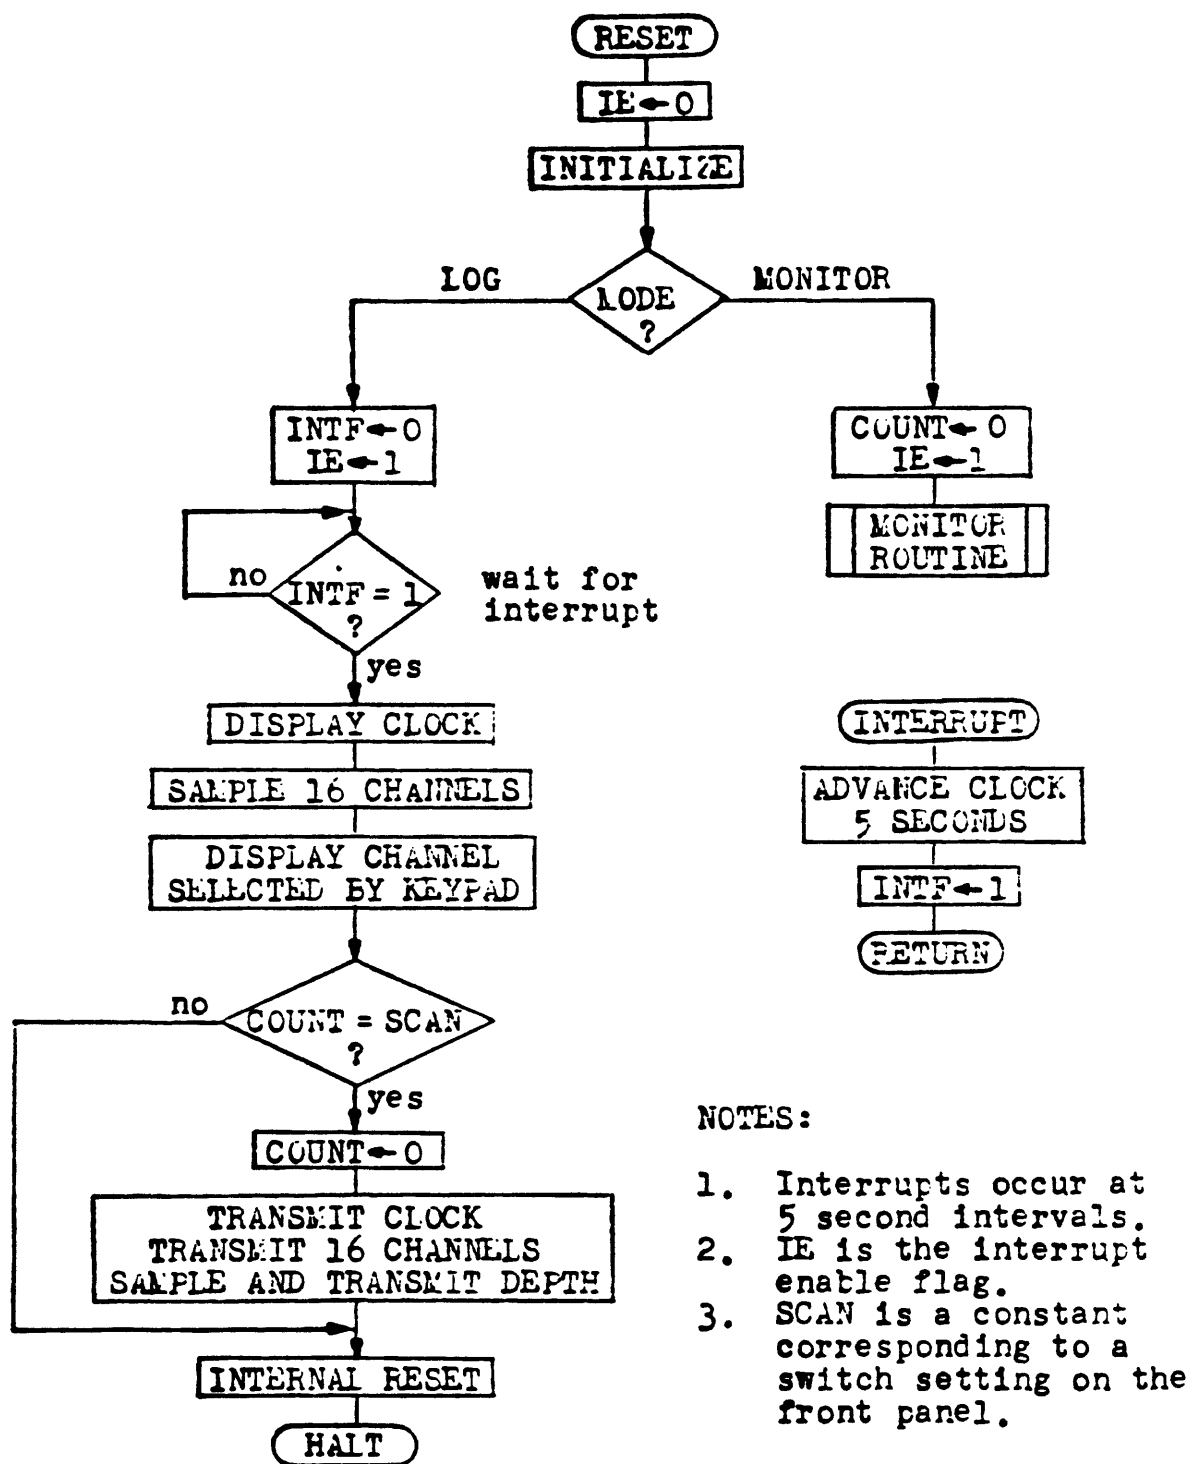 RESET
IE ← 0
INITIALIZE
LOG
MODE
?
MONITOR
INTF ← 0
IE ← 1
COUNT ← 0
IE ← 1
MONITOR
ROUTINE
no
INTF = 1
?
wait for
interrupt
yes
DISPLAY CLOCK
SAMPLE 16 CHANNELS
DISPLAY CHANNEL
SELECTED BY KEYPAD
INTERRUPT
ADVANCE CLOCK
5 SECONDS
INTF ← 1
RETURN
no
COUNT = SCAN
?
yes
COUNT ← 0
TRANSMIT CLOCK
TRANSMIT 16 CHANNELS
SAMPLE AND TRANSMIT DEPTH
INTERNAL RESET
HALT
NOTES:
1. Interrupts occur at
5 second intervals.
2. IE is the interrupt
enable flag.
3. SCAN is a constant
corresponding to a
switch setting on the
front panel.